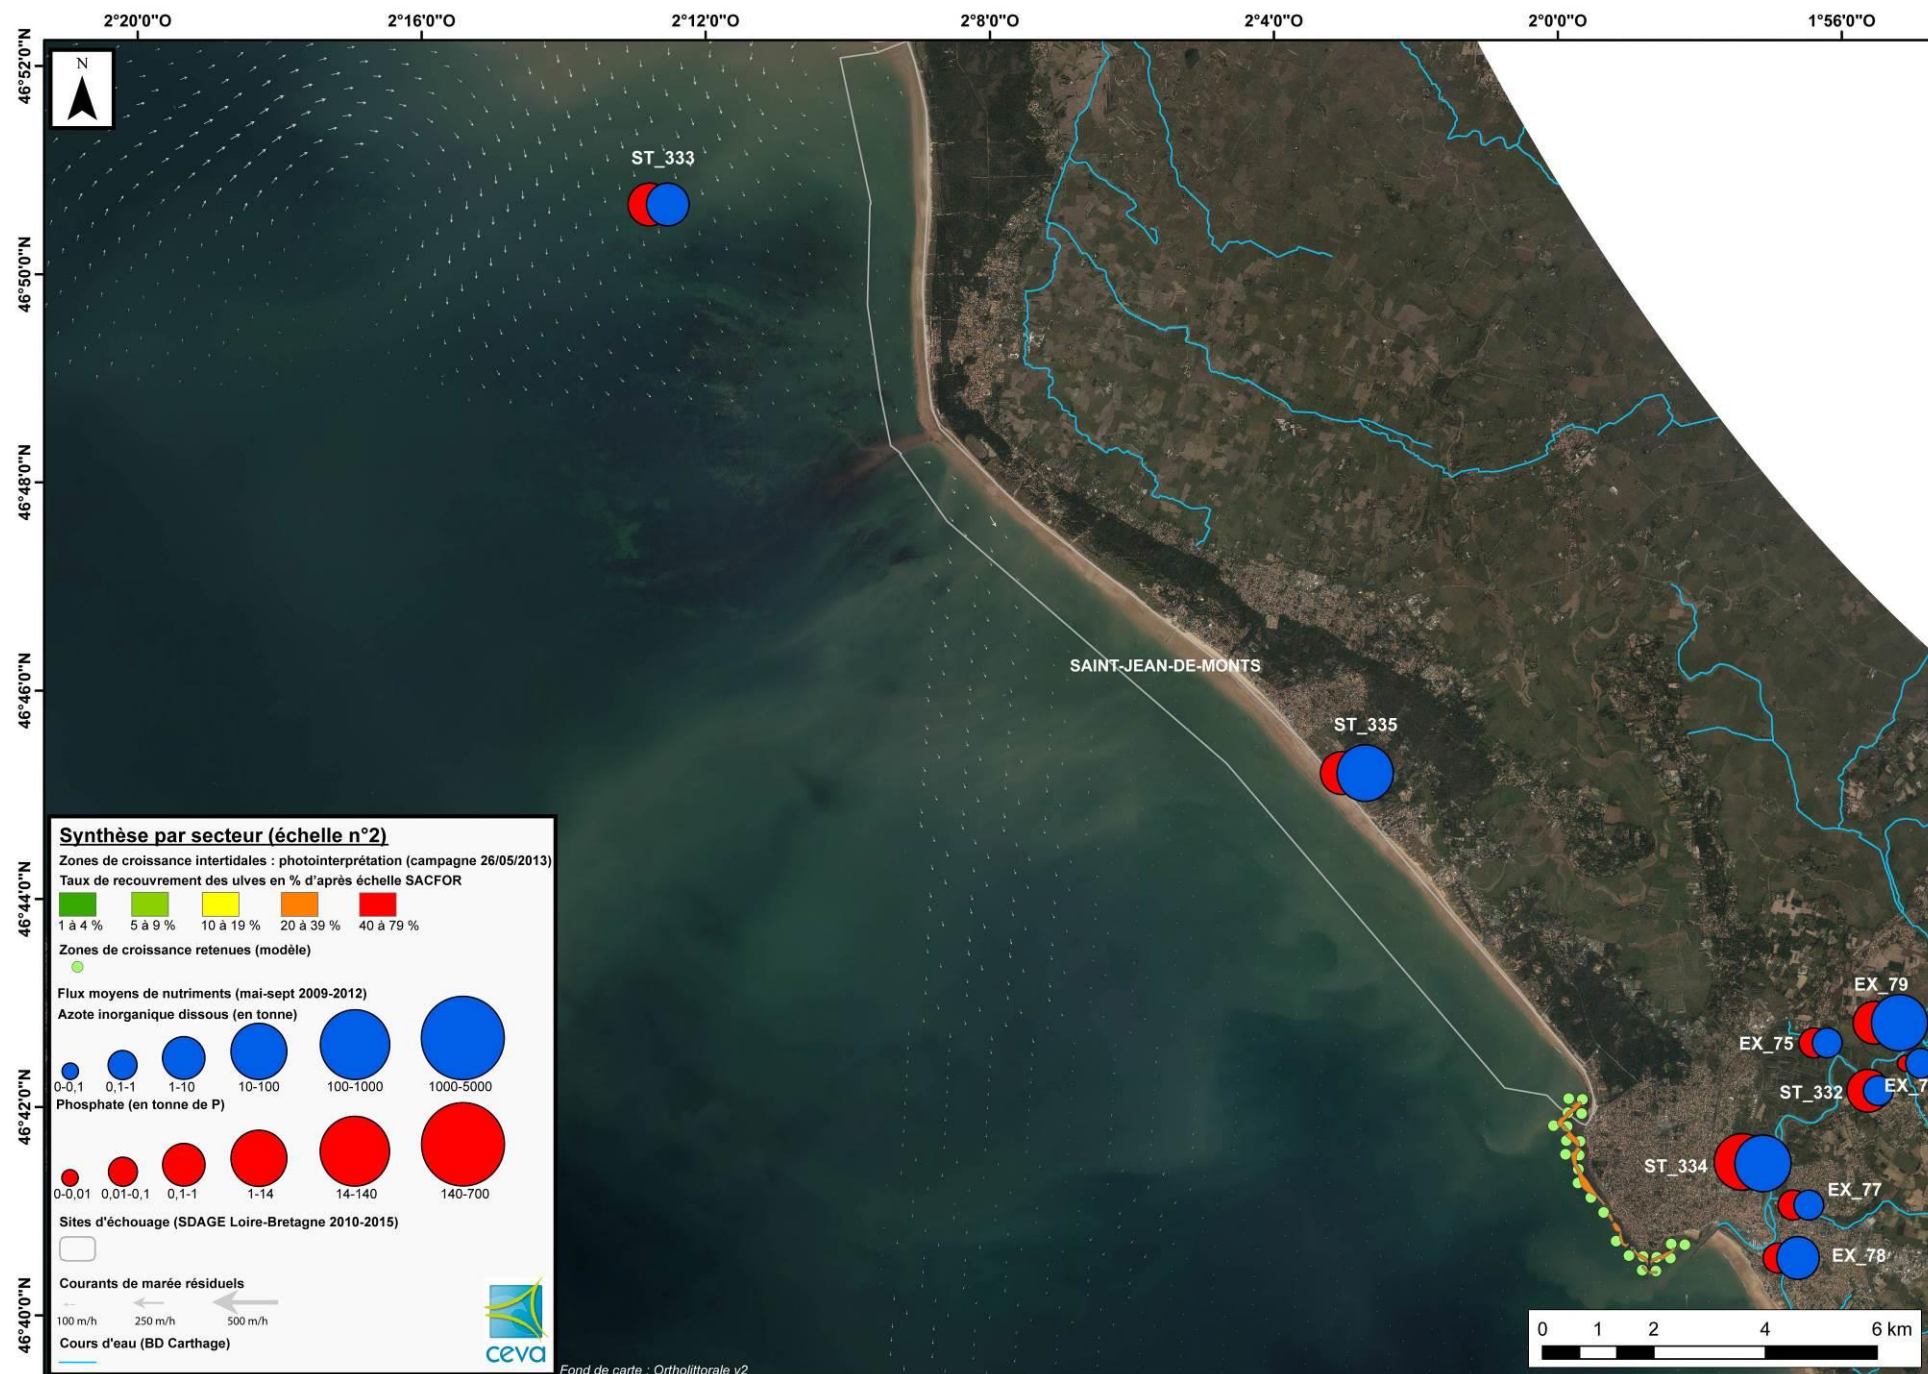 2°20'0"O 2°16'0"O 2°12'0"O 2°8'0"O 2°4'0"O 2°0'0"O 1°56'0"O
46°52'0"N
N
ST_333
46°50'0"N
46°48'0"N
SAINT-JEAN-DE-MONTS
46°46'0"N
ST_335
46°44'0"N
EX_79
EX_75
EX_7
ST_332
46°42'0"N
ST_334
EX_77
EX_78
46°40'0"N
Synthèse par secteur (échelle n°2)
Zones de croissance intertidales : photointerprétation (campagne 26/05/2013)
Taux de recouvrement des ulves en % d'après échelle SACFOR
1 à 4 % 5 à 9 % 10 à 19 % 20 à 39 % 40 à 79 %
Zones de croissance retenues (modèle)
Flux moyens de nutriments (mai-sept 2009-2012)
Azote inorganique dissous (en tonne)
0-0,1 0,1-1 1-10 10-100 100-1000 1000-5000
Phosphate (en tonne de P)
0-0,01 0,01-0,1 0,1-1 1-14 14-140 140-700
Sites d'échouage (SDAGE Loire-Bretagne 2010-2015)
Courants de marée résiduels
100 m/h 250 m/h 500 m/h
Cours d'eau (BD Carthage)
ceva
Fond de carte : Ortholittorale v2
0 1 2 4 6 km